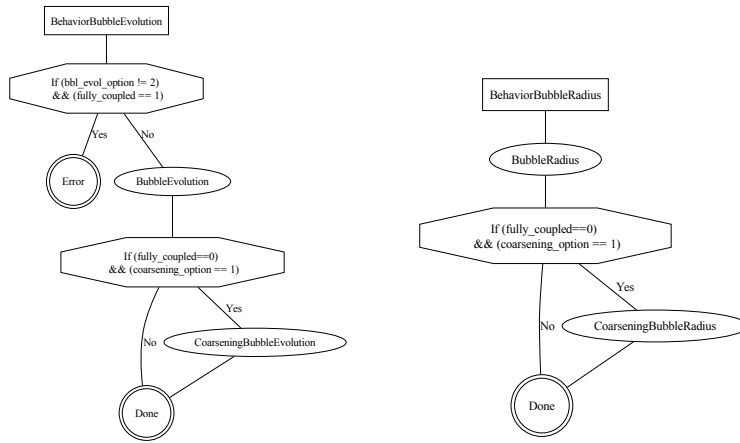 BehaviorBubbleEvolution
If (bbl_evol_option != 2)
&& (fully_coupled == 1)
Yes
No
Error
BubbleEvolution
If (fully_coupled==0)
&& (coarsening_option == 1)
Yes
No
CoarseningBubbleEvolution
Done
BehaviorBubbleRadius
BubbleRadius
If (fully_coupled==0)
&& (coarsening_option == 1)
Yes
No
CoarseningBubbleRadius
Done